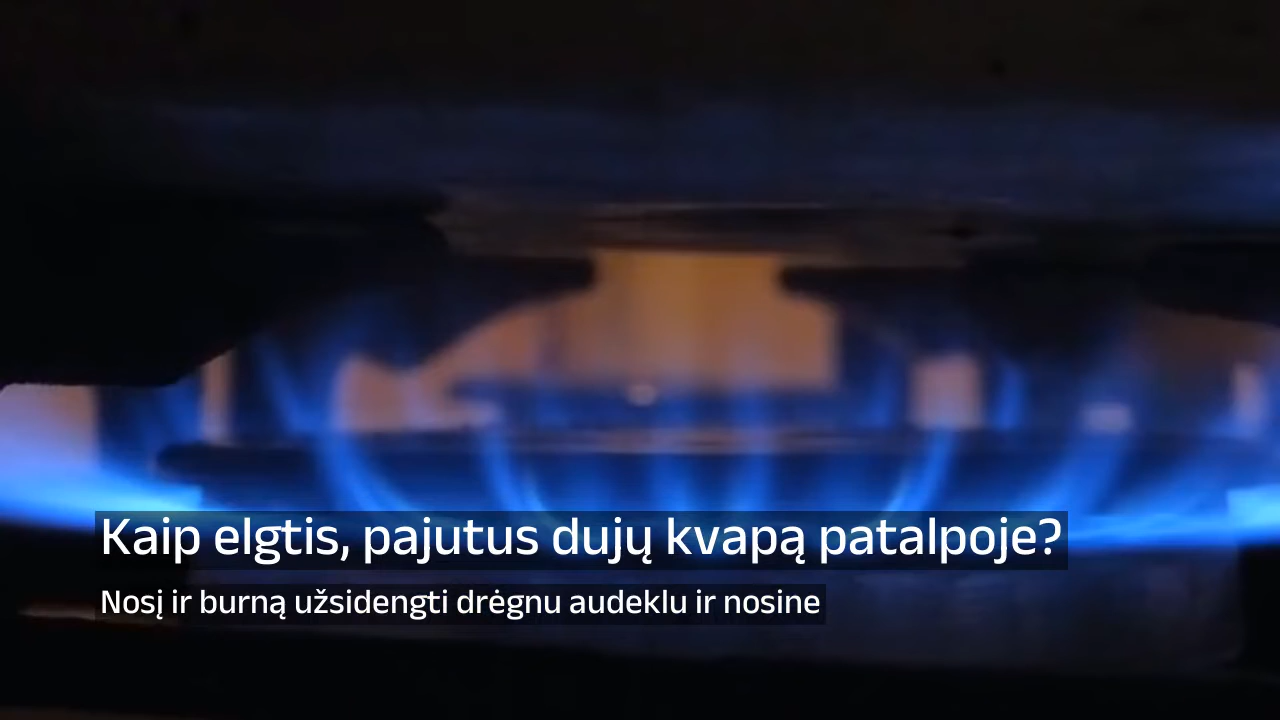 Kaip elgtis, pajutus dujų kvapą patalpoje?
Nosį ir burną užsidengti drėgnu audeklu ir nosine